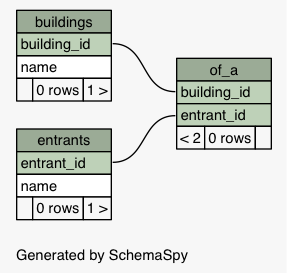 buildings
building_id
name
0 rows 1 >
of_a
building_id
entrant_id
< 2 0 rows
entrants
entrant_id
name
0 rows 1 >
Generated by SchemaSpy